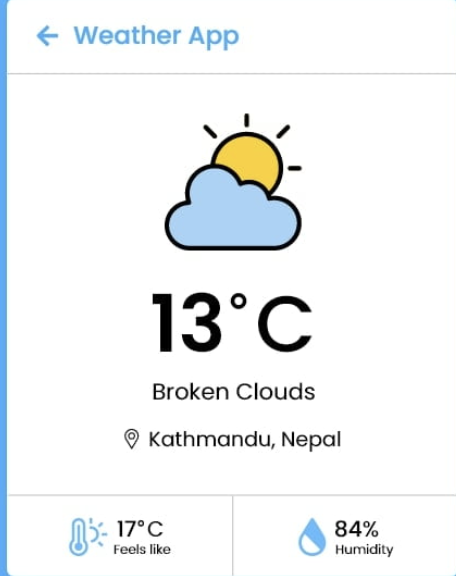 Weather App
13°C
Broken Clouds
Kathmandu, Nepal
17°C
Feels like
84%
Humidity